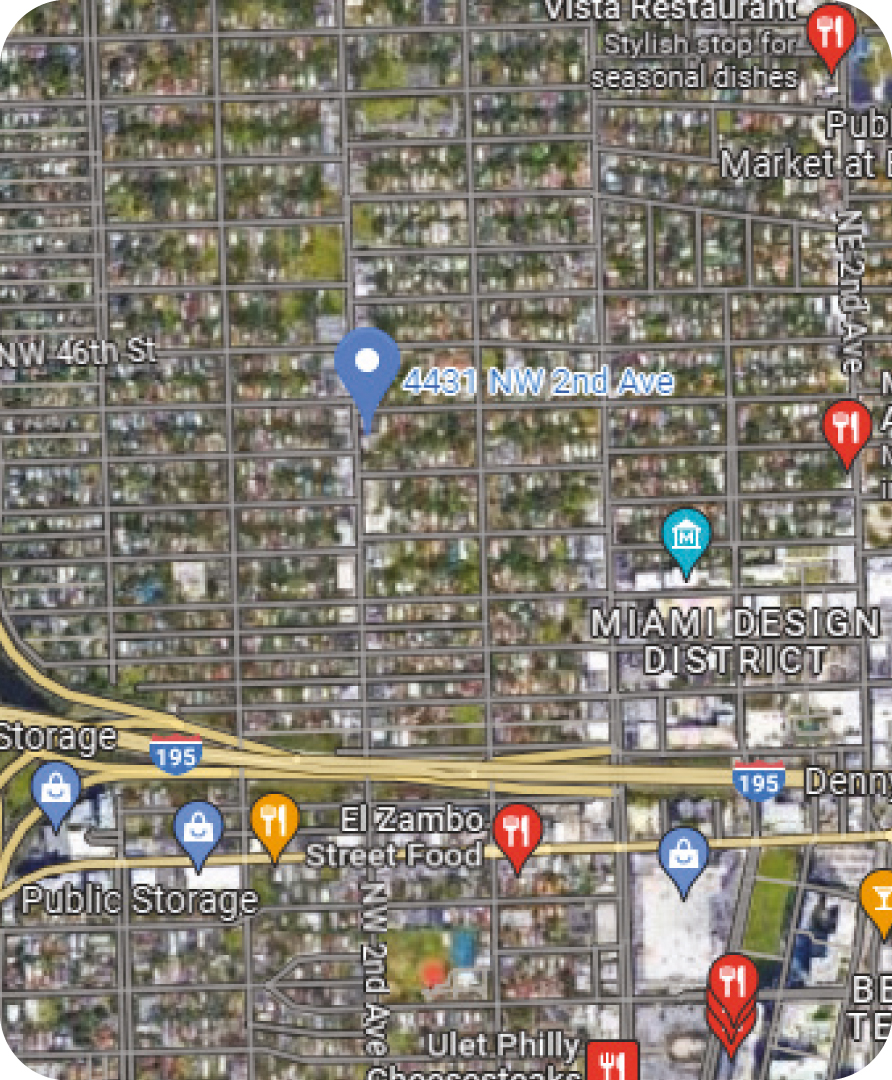 Vista Restaurant
Stylish stop for
seasonal dishes
Market at
NE 2nd Ave
NW 46th St
4431 NW 2nd Ave
M
MIAMI DESIGN
DISTRICT
Storage
195
195
Denny
El Zambo
Street Food
Public Storage
NW 2nd Ave
Ulet Philly
Cheesesteaks